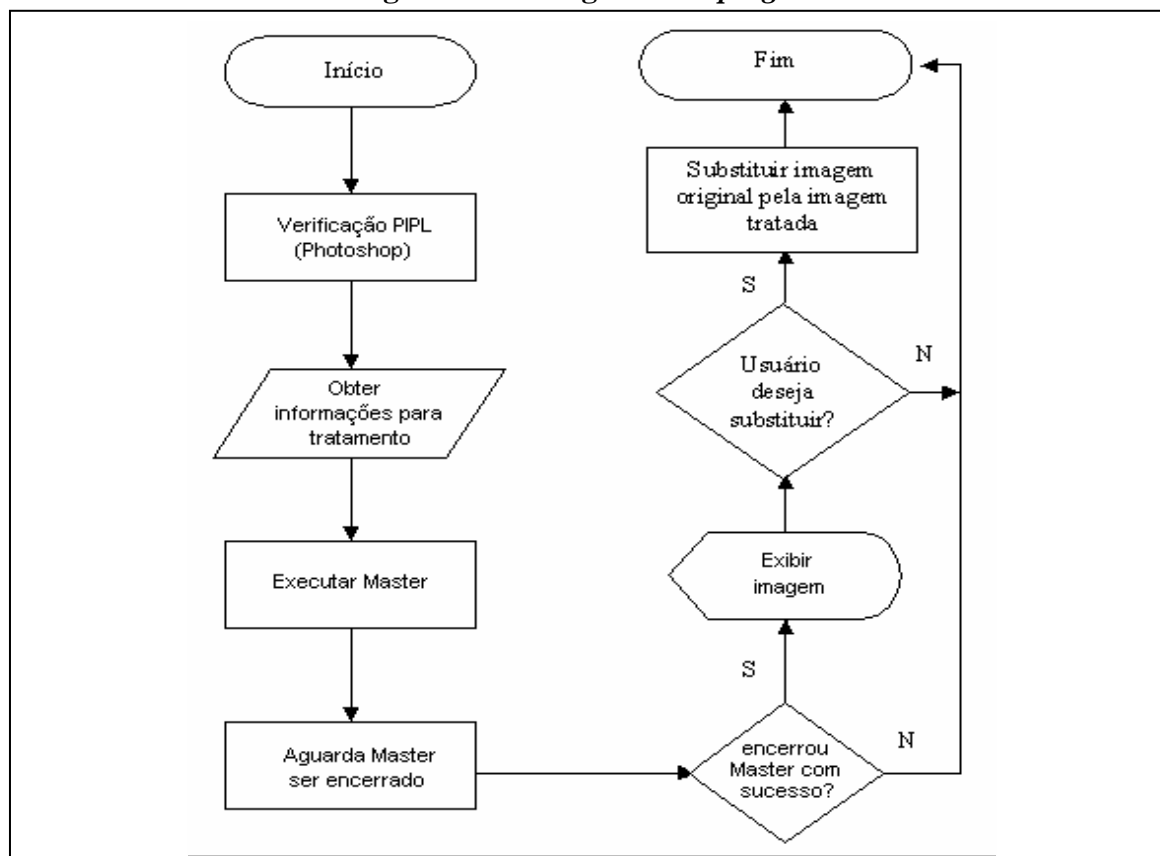 Início
Verificação PIPL
(Photoshop)
Obter
informações para
tratamento
Executar Master
Aguarda Master
ser encerrado
encerrou
Master com
sucesso?
N
S
Exibir
imagem
Usuário
deseja
substituir?
N
S
Substituir imagem
original pela imagem
tratada
Fim